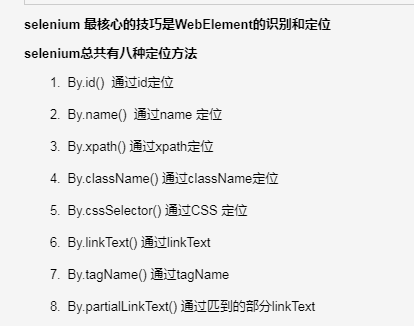 selenium 最核心的技巧是WebElement的识别和定位
selenium总共有八种定位方法
1. By.id() 通过id定位
2. By.name() 通过name 定位
3. By.xpath() 通过xpath定位
4. By.className() 通过className定位
5. By.cssSelector() 通过CSS 定位
6. By.linkText() 通过linkText
7. By.tagName() 通过tagName
8. By.partialLinkText() 通过匹到的部分linkText